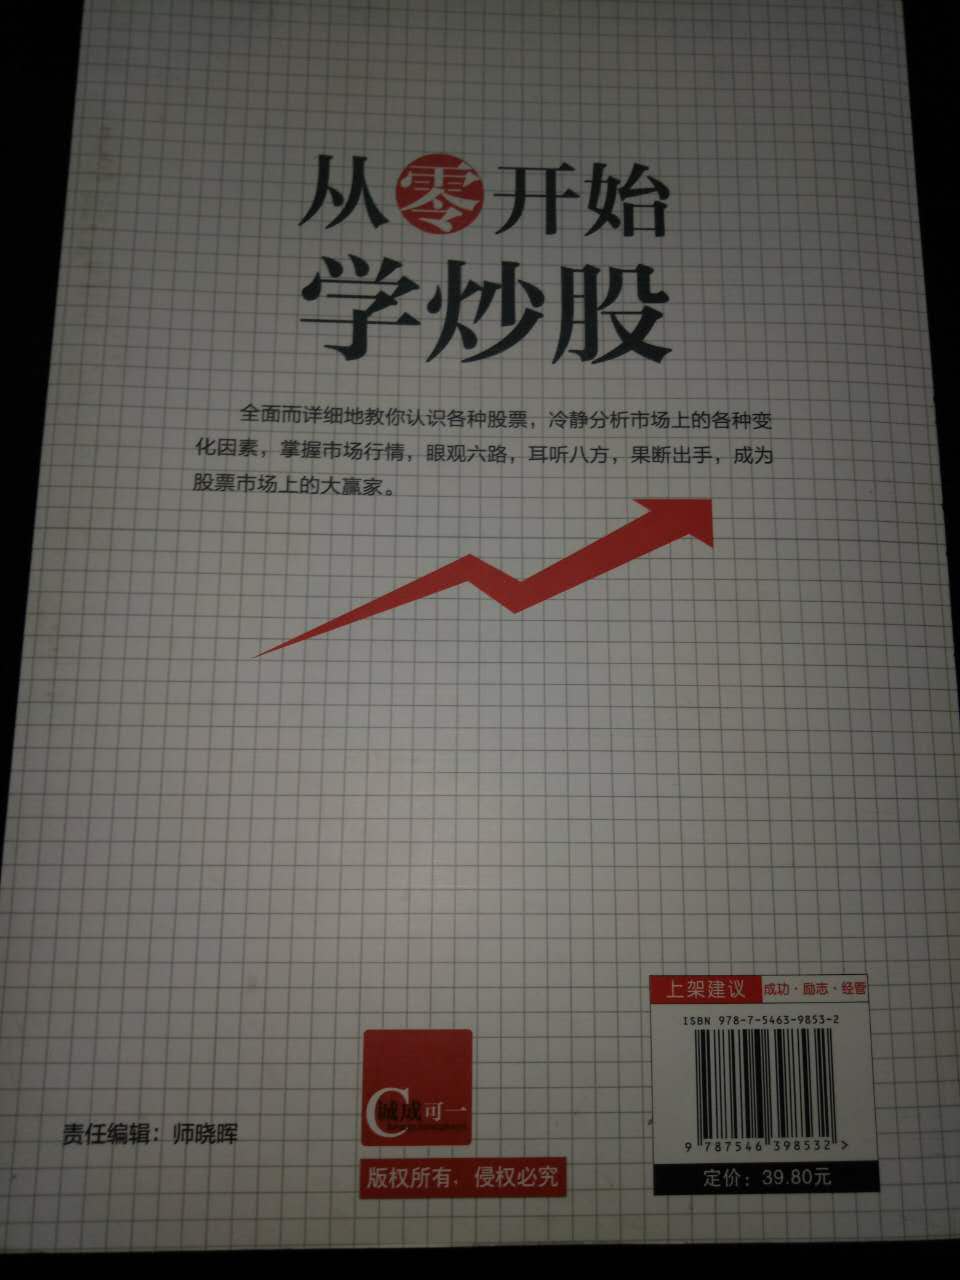 从零开始
学炒股
全面而详细地教你认识各种股票，冷静分析市场上的各种变
化因素，掌握市场行情，眼观六路，耳听八方，果断出手，成为
股票市场上的大赢家。
上架建议 成功·励志·经管
ISBN 978-7-5463-9853-2
9 787546 398532 >
定价：39.80元
诚成可一
责任编辑：师晓晖
版权所有，侵权必究